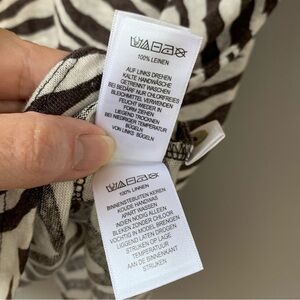 100% LEINEN
AUF LINKS DREHEN
KALTE HANDWÄSCHE
GETRENNT WASCHEN
BEI BEDARF NUR CHLORFREIES
BLEICHMITTEL VERWENDEN
FEUCHT WIEDER IN
FORM ZIEHEN
LIEGEND TROCKNEN
BEI NIEDRIGER TEMPERATUR
VON LINKS BÜGELN
100% LINNEN
BINNENSTEBUITEN KEREN
KOUDE HANDWAS
APART WASSEN
INDIEN NODIG ALLEEN
BLEKEN ZONDER CHLOOR
VOCHTIG IN MODEL BRENGEN
LIGGEND LATEN DROGEN
STRIJKEN OP LAGE
TEMPERATUUR
AAN DE BINNENKANT
STRIJKEN